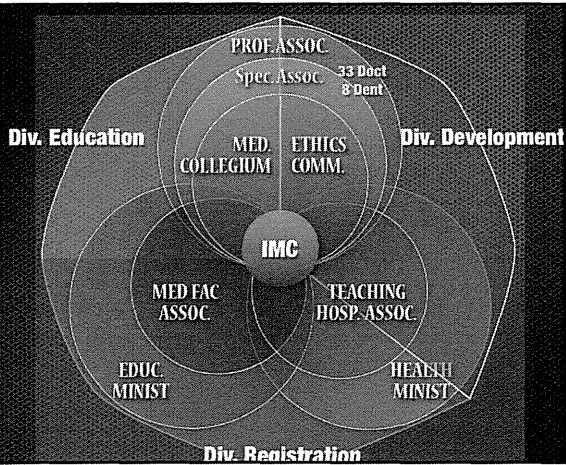 PROF. ASSOC.
Spec. Assoc.
33 Doct
8 Dent
Div. Education
Div. Development
MED.
COLLEGIUM
ETHICS
COMM.
IMC
MED FAC
ASSOC.
TEACHING
HOSP. ASSOC.
EDUC.
MINIST
HEALTH
MINIST
Div. Registration